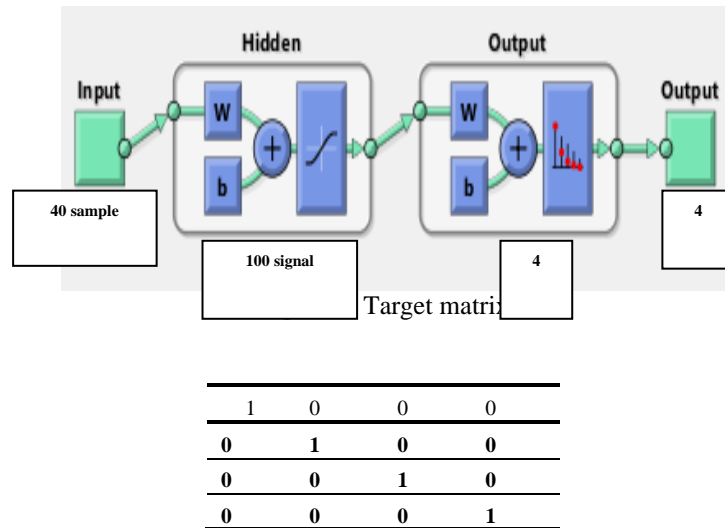 Hidden Output
Input Output
W W
+ +
b b
40 sample
100 signal
4
4
Target matrix
1 0 0 0
0 1 0 0
0 0 1 0
0 0 0 1